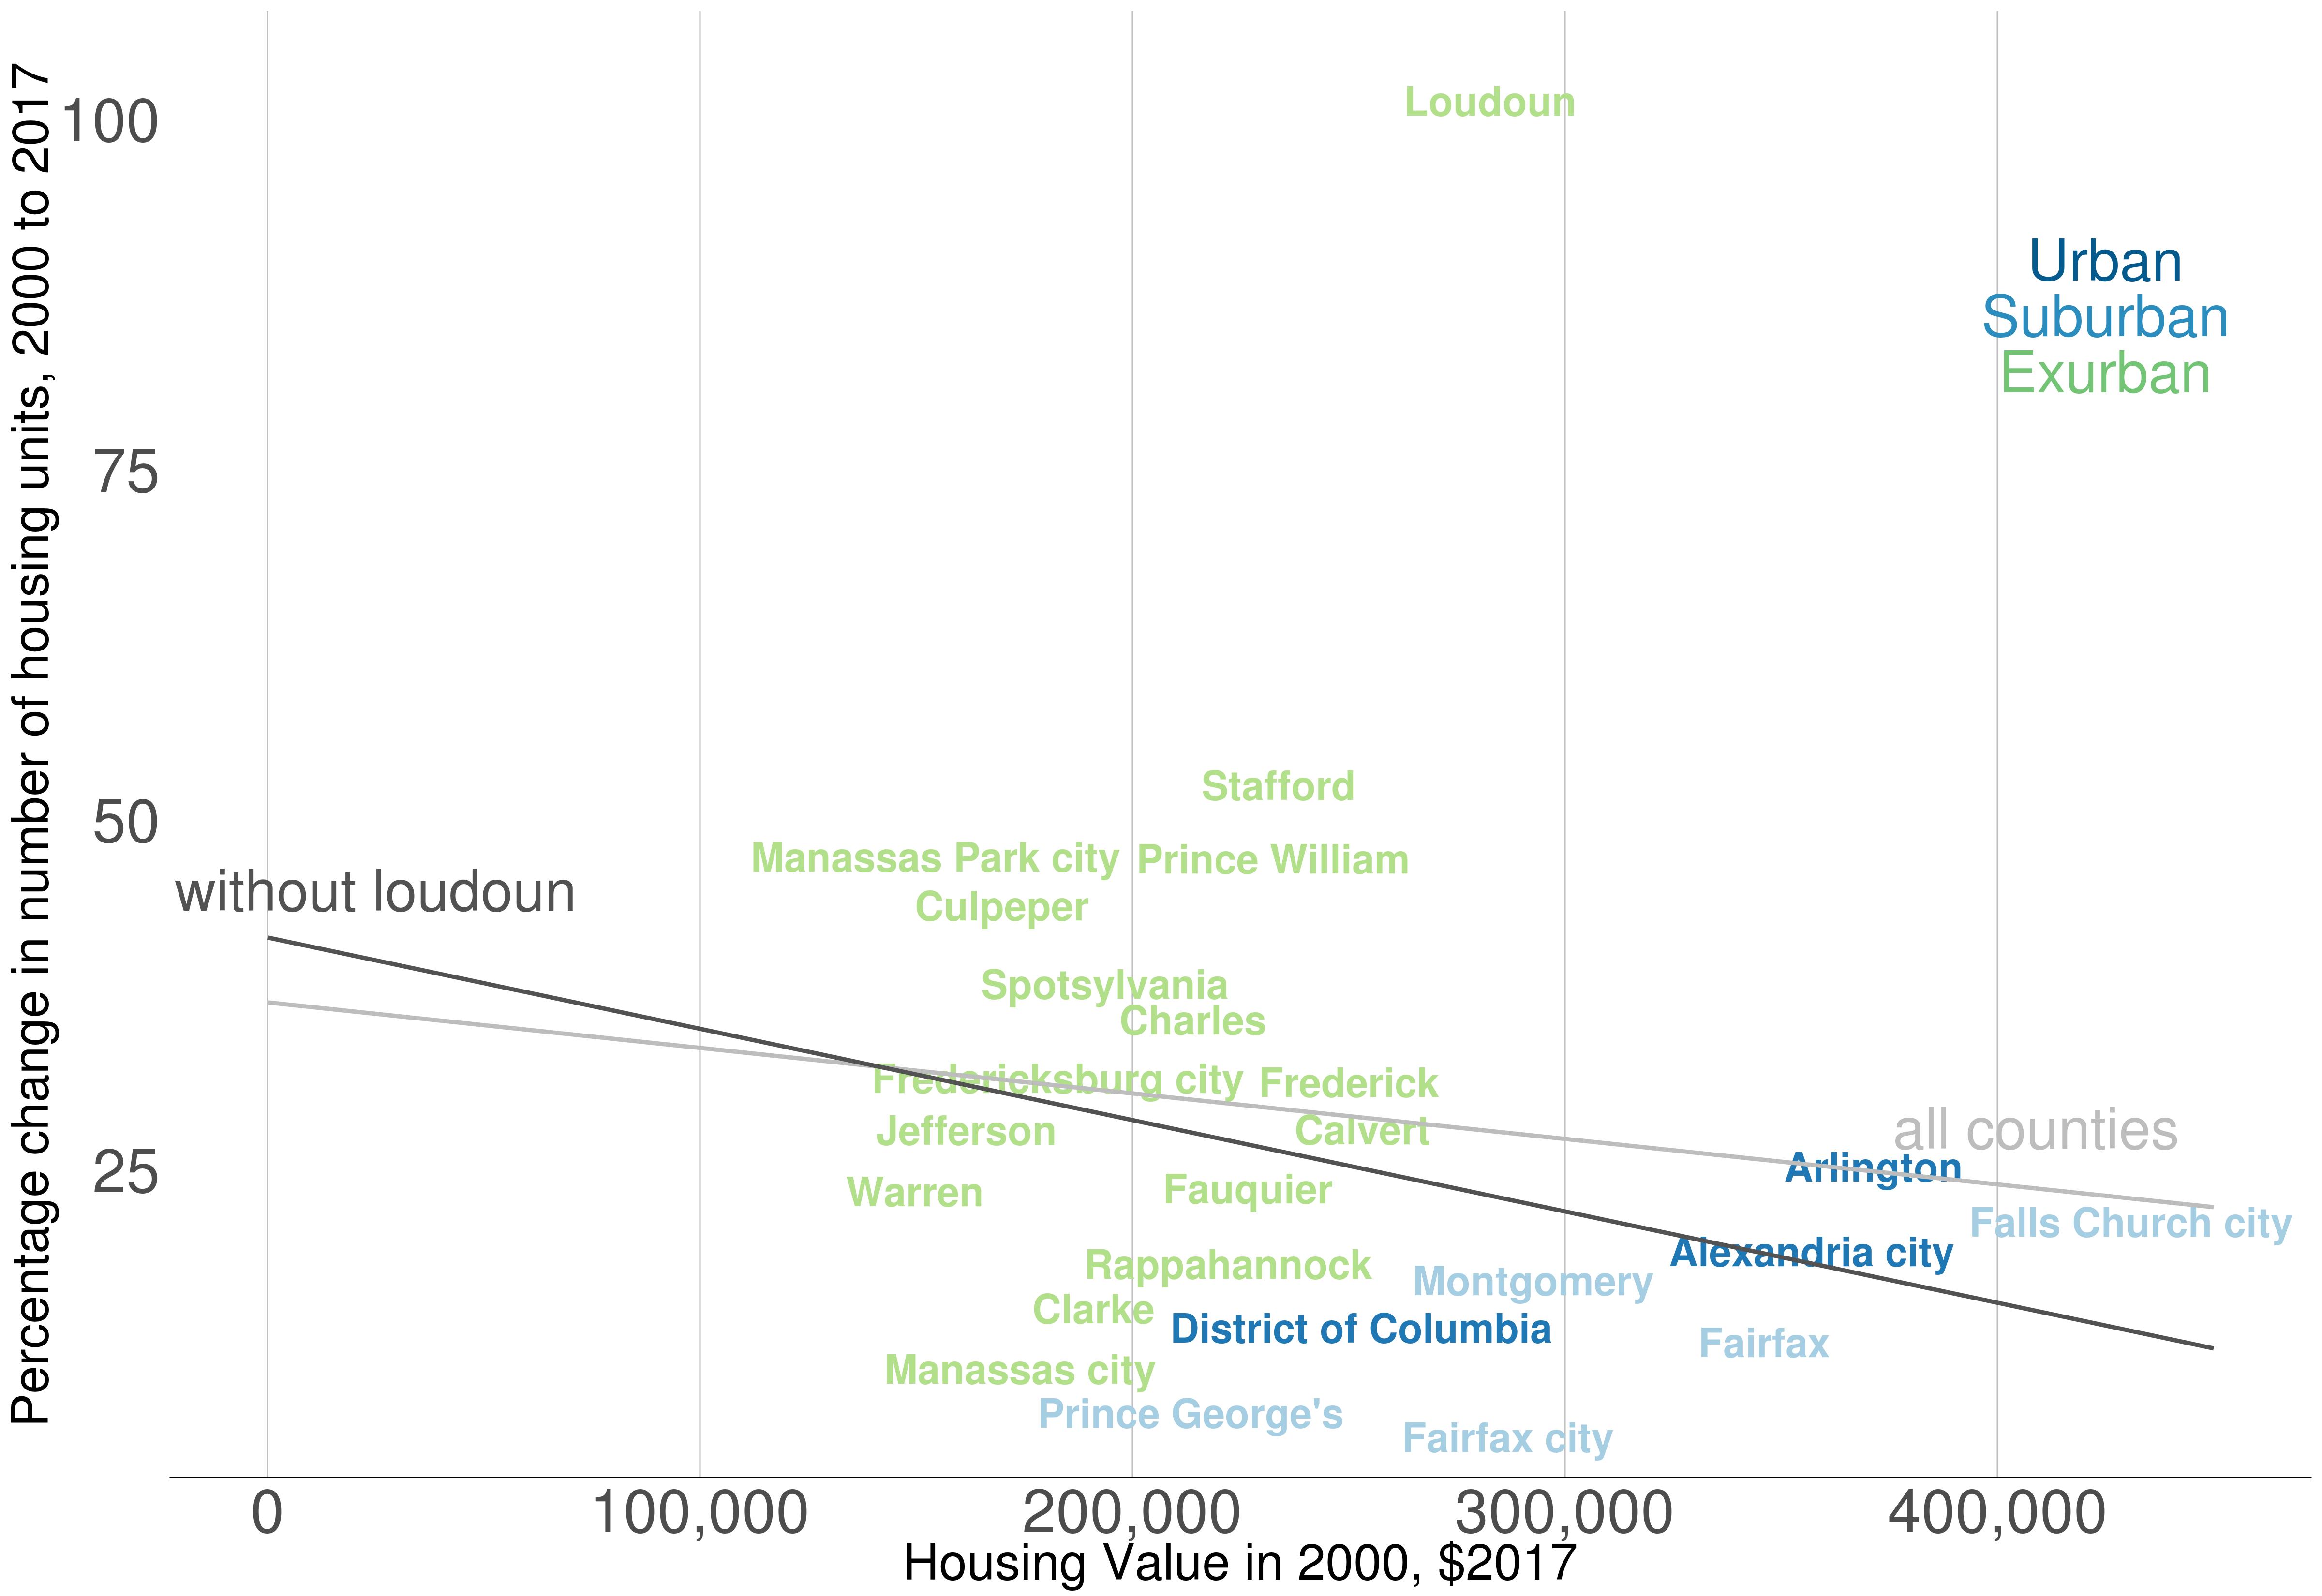 Percentage change in number of housing units, 2000 to 2017
100
75
50
25
Loudoun
Urban
Suburban
Exurban
Stafford
Manassas Park city
Prince William
without loudoun
Culpeper
Spotsylvania
Charles
Fredericksburg city
Frederick
Jefferson
Calvert
all counties
Arlington
Warren
Fauquier
Falls Church city
Alexandria city
Rappahannock
Montgomery
Clarke
District of Columbia
Fairfax
Manassas city
Prince George's
Fairfax city
0
100,000
200,000
300,000
400,000
Housing Value in 2000, $2017